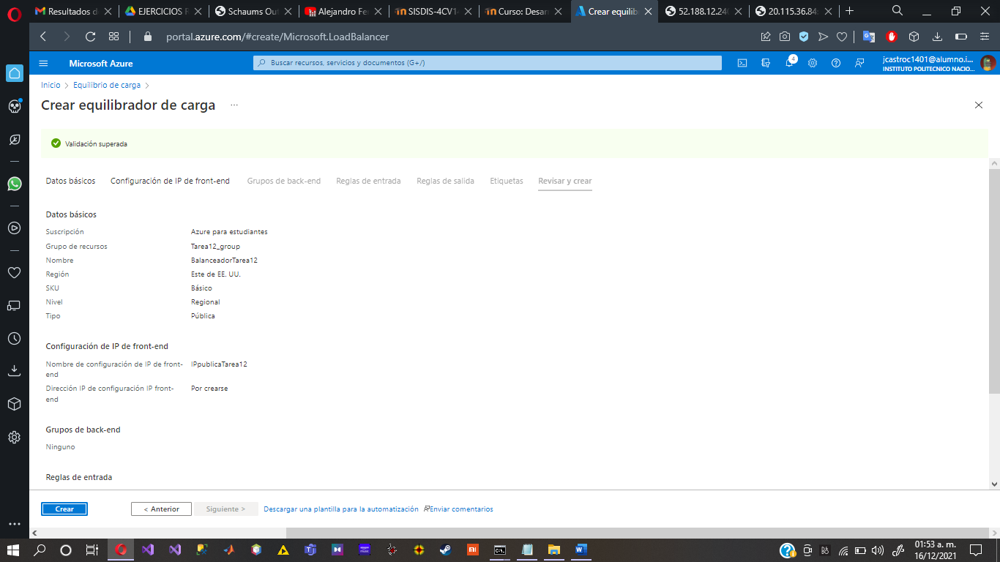 Resultados d
EJERCICIOS R
Schaums Out
Alejandro Fe
SISDIS-4CV1
Curso: Desar
Crear equilibr
52.188.12.24
20.115.36.84
portal.azure.com/#create/Microsoft.LoadBalancer
Microsoft Azure
Buscar recursos, servicios y documentos (G+/)
4
jcastroc1401@alumno.i...
INSTITUTO POLITECNICO NACIO...
Inicio > Equilibrio de carga >
Crear equilibrador de carga ...
Validación superada
Datos básicos
Configuración de IP de front-end
Grupos de back-end
Reglas de entrada
Reglas de salida
Etiquetas
Revisar y crear
Datos básicos
Suscripción Azure para estudiantes
Grupo de recursos Tarea12_group
Nombre BalanceadorTarea12
Región Este de EE. UU.
SKU Básico
Nivel Regional
Tipo Pública
Configuración de IP de front-end
Nombre de configuración de IP de front- IPpublicaTarea12
end
Dirección IP de configuración IP front- Por crearse
end
Grupos de back-end
Ninguno
Reglas de entrada
Crear
< Anterior
Siguiente >
Descargar una plantilla para la automatización
Enviar comentarios
01:53 a. m.
16/12/2021